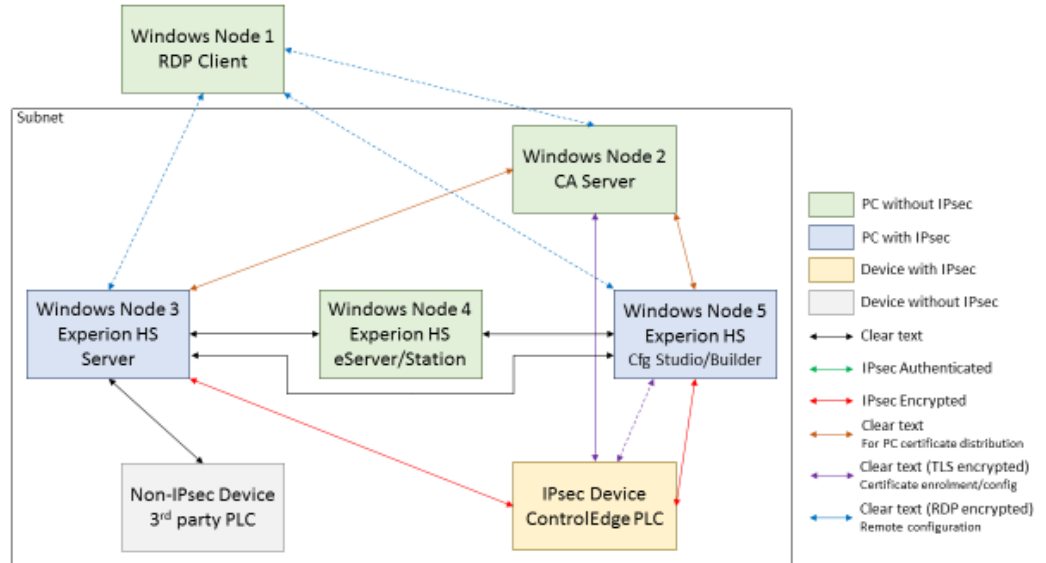 Windows Node 1
RDP Client
Subnet
Windows Node 2
CA Server
Windows Node 3
Experion HS
Server
Windows Node 4
Experion HS
eServer/Station
Windows Node 5
Experion HS
Cfg Studio/Builder
Non-IPsec Device
3rd party PLC
IPsec Device
ControlEdge PLC
PC without IPsec
PC with IPsec
Device with IPsec
Device without IPsec
Clear text
IPsec Authenticated
IPsec Encrypted
Clear text
For PC certificate distribution
Clear text (TLS encrypted)
Certificate enrolment/config
Clear text (RDP encrypted)
Remote configuration